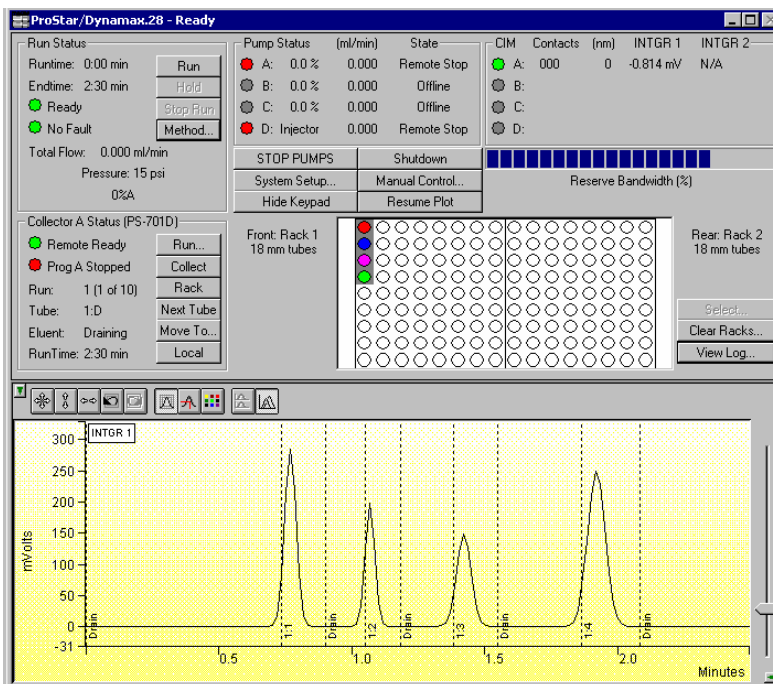 ProStar/Dynamax.28 - Ready
Run Status
Runtime: 0:00 min Run
Endtime: 2:30 min Hold
Ready Stop Run
No Fault Method...
Total Flow: 0.000 ml/min
Pressure: 15 psi
0%A
Pump Status (ml/min) State
A: 0.0 % 0.000 Remote Stop
B: 0.0 % 0.000 Offline
C: 0.0 % 0.000 Offline
D: Injector 0.000 Remote Stop
CIM Contacts (nm) INTGR 1 INTGR 2
A: 000 0 -0.814 mV N/A
B:
C:
D:
STOP PUMPS Shutdown
System Setup... Manual Control...
Hide Keypad Resume Plot
Reserve Bandwidth (%)
Collector A Status (PS-701D)
Remote Ready Run...
Prog A Stopped Collect
Run: 1 (1 of 10) Rack
Tube: 1:D Next Tube
Eluent: Draining Move To...
RunTime: 2:30 min Local
Front: Rack 1
18 mm tubes
Rear: Rack 2
18 mm tubes
Select...
Clear Racks...
View Log...
INTGR 1
mVolts
300
250
200
150
100
50
0
-31
Drain 1:1 Drain 1:2 Drain 1:3 Drain 1:4 Drain
0.5 1.0 1.5 2.0
Minutes